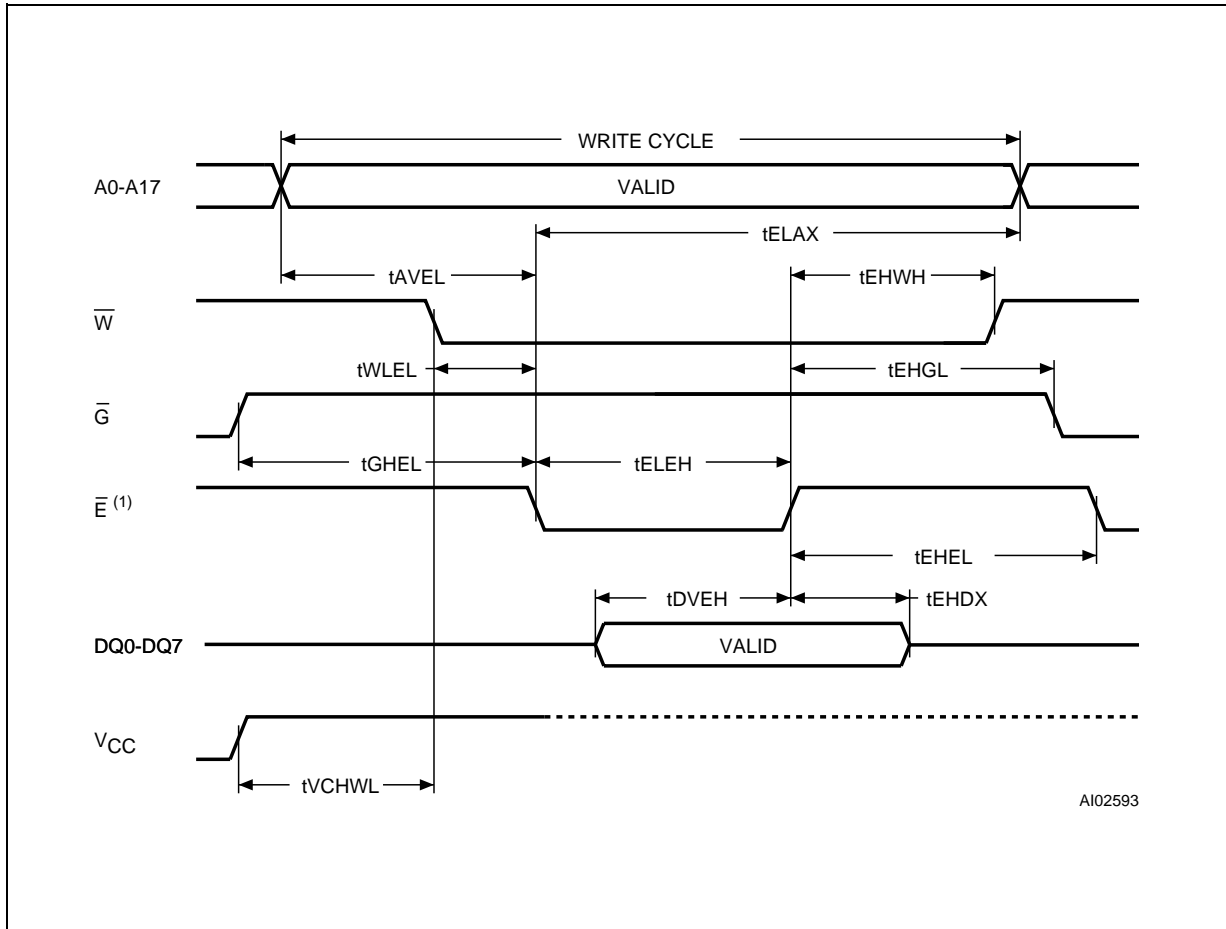 WRITE CYCLE
A0-A17
VALID
tELAX
tAVEL
tEHWH
W
tWLEL
tEHGL
G
tGHEL
tELEH
E (1)
tEHEL
tDVEH
tEHDX
DQ0-DQ7
VALID
VCC
tVCHWL
AI02593